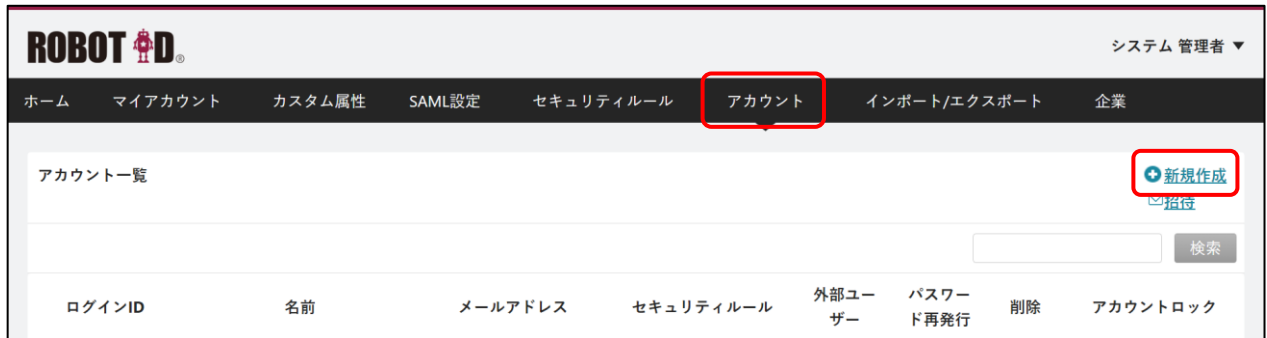 ROBOT ID®
システム 管理者 ▼
ホーム マイアカウント カスタム属性 SAML設定 セキュリティルール アカウント インポート/エクスポート 企業
アカウント一覧
新規作成
招待
検索
ログインID 名前 メールアドレス セキュリティルール 外部ユーザー パスワード再発行 削除 アカウントロック